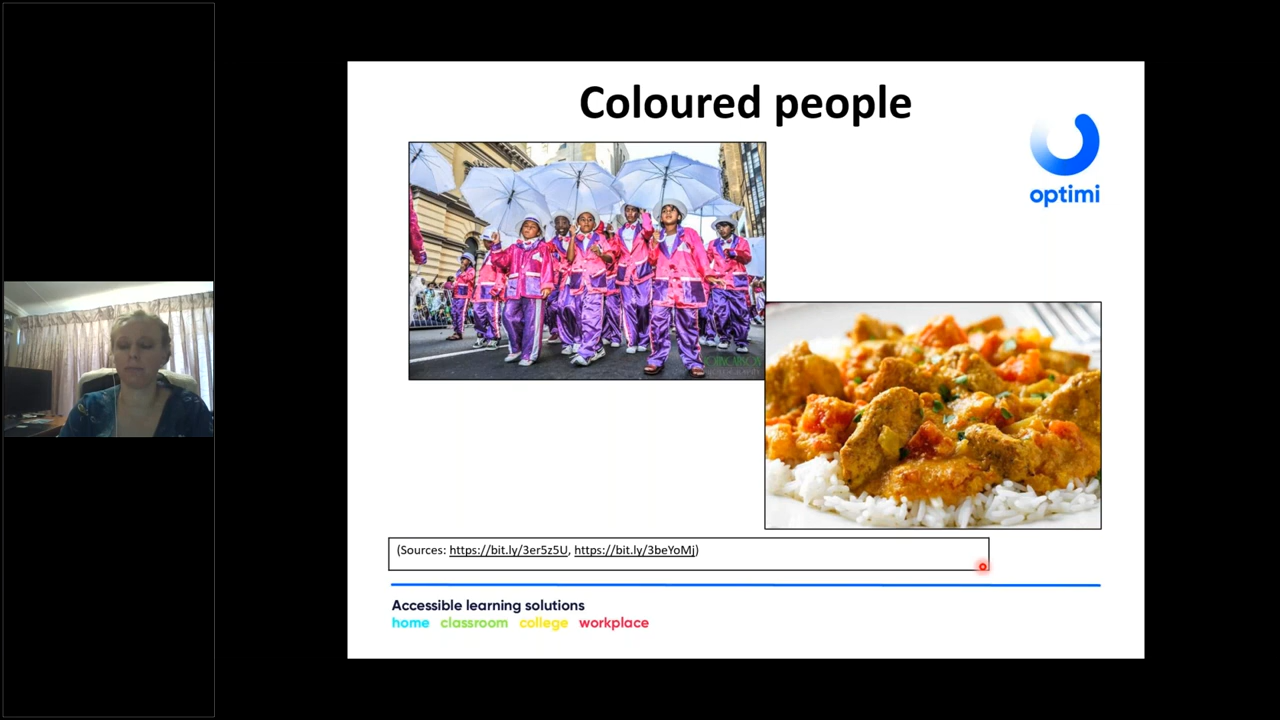 Coloured people
optimi
(Sources: https://bit.ly/3er5z5U, https://bit.ly/3beYoMj)
Accessible learning solutions
home classroom college workplace